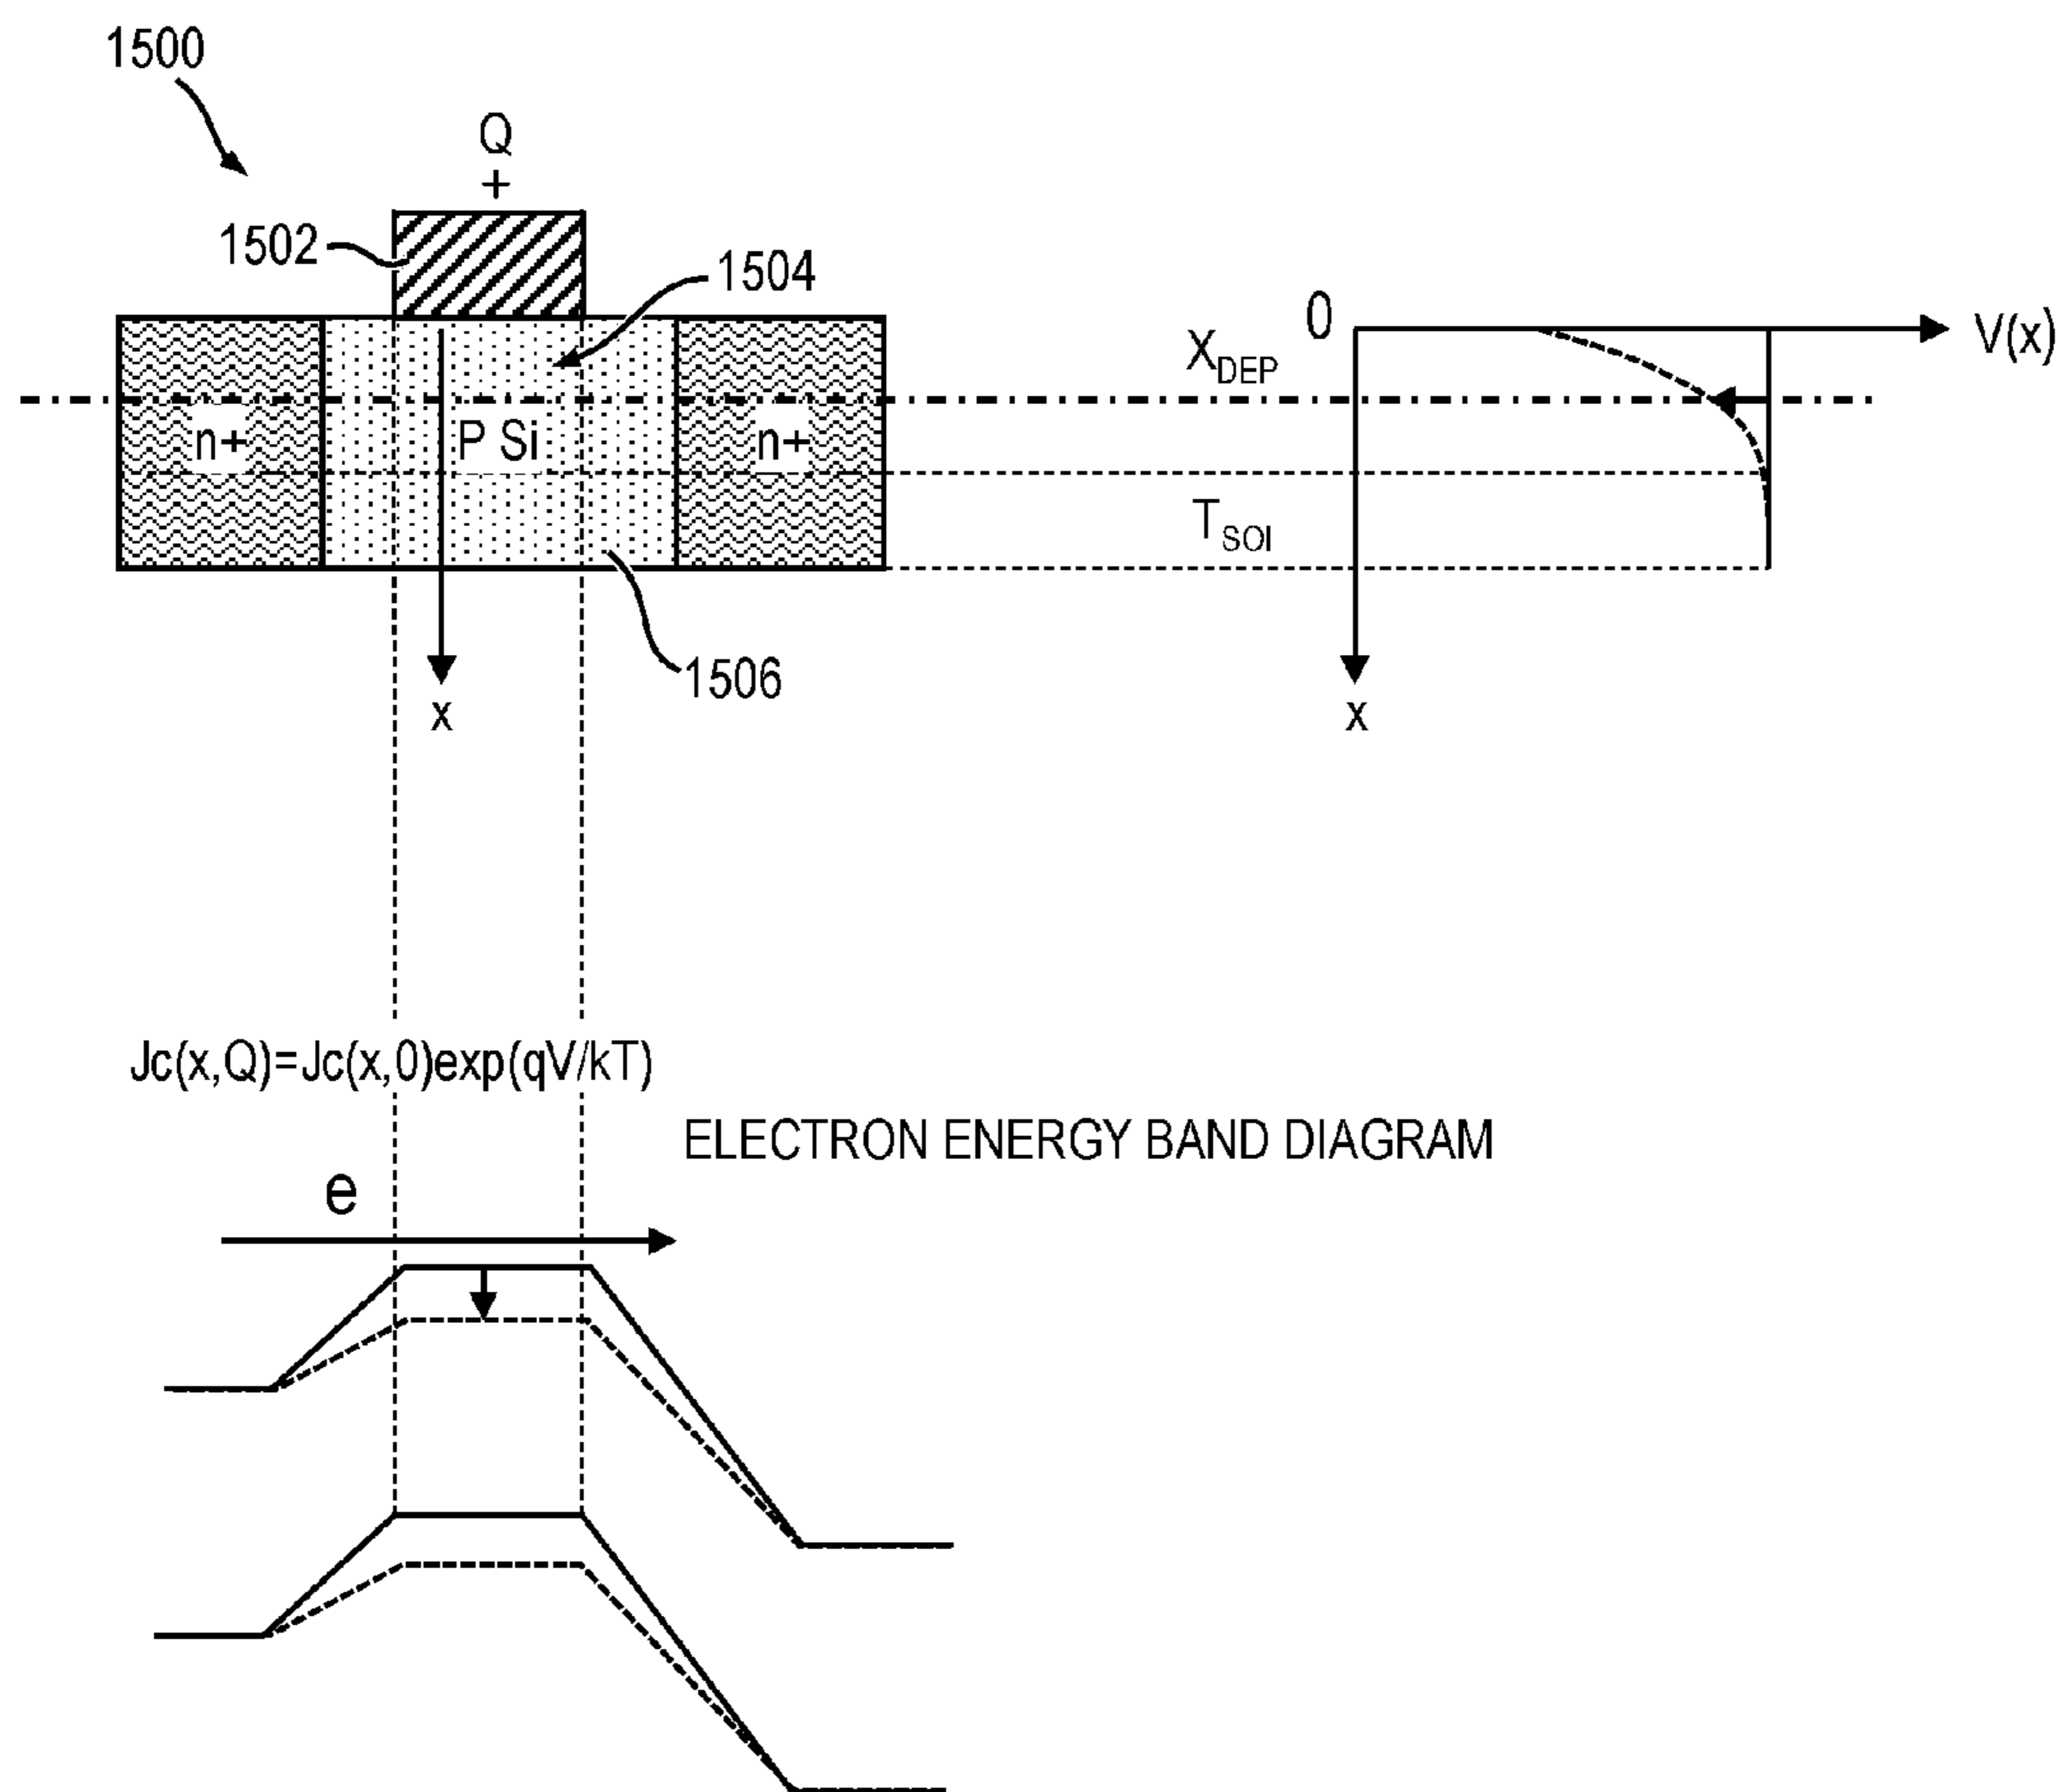 1500
Q
+
1502
1504
0
V(x)
XDEP
n+
P Si
n+
TSOI
1506
x
x
Jc(x,Q)=Jc(x,0)exp(qV/kT)
ELECTRON ENERGY BAND DIAGRAM
e